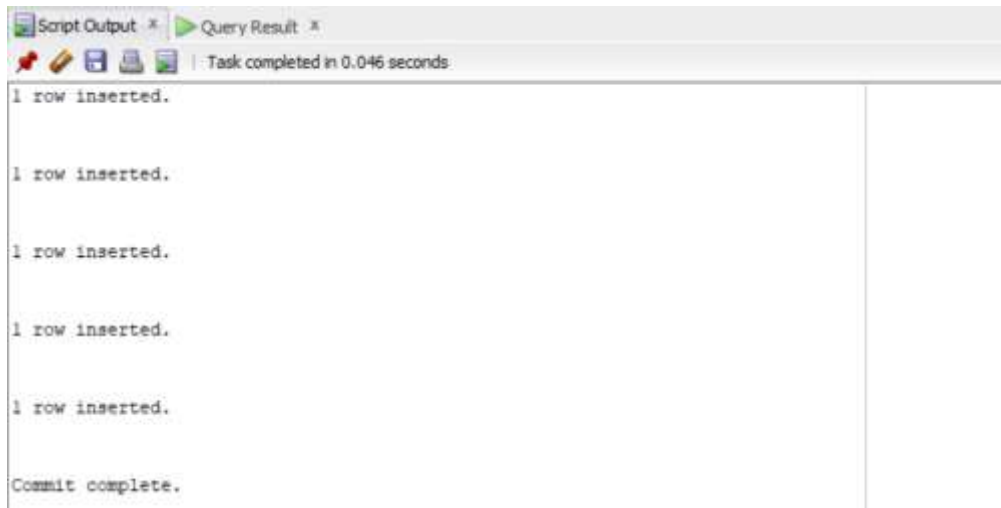 Script Output x Query Result x
Task completed in 0.046 seconds
1 row inserted.
1 row inserted.
1 row inserted.
1 row inserted.
1 row inserted.
Commit complete.